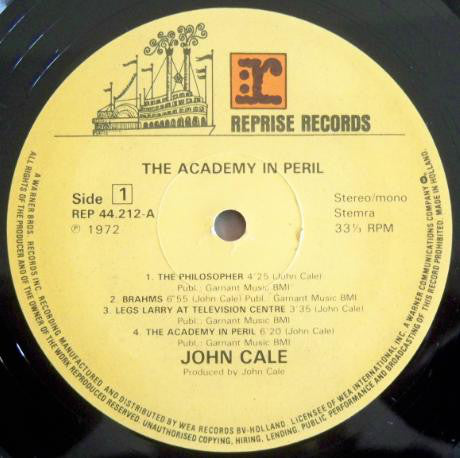 r
REPRISE RECORDS
THE ACADEMY IN PERIL
Side 1
REP 44.212-A
℗ 1972
Stereo/mono
Stemra
33⅓ RPM
1. THE PHILOSOPHER 4'25 (John Cale)
Publ.: Garnant Music BMI
2. BRAHMS 6'55 (John Cale) Publ.: Garnant Music BMI
3. LEGS LARRY AT TELEVISION CENTRE 3'35 (John Cale)
Publ.: Garnant Music BMI
4. THE ACADEMY IN PERIL 6'20 (John Cale)
Publ.: Garnant Music BMI
JOHN CALE
Produced by John Cale
A WARNER BROS. RECORDS INC. RECORDING, MANUFACTURED AND DISTRIBUTED BY WEA RECORDS BV-HOLLAND. LICENSEE OF WEA INTERNATIONAL INC. A WARNER COMMUNICATIONS COMPANY. MADE IN HOLLAND.
ALL RIGHTS OF THE PRODUCER AND OF THE OWNER OF THE WORK REPRODUCED RESERVED. UNAUTHORISED COPYING, HIRING, LENDING, PUBLIC PERFORMANCE AND BROADCASTING OF THIS RECORD PROHIBITED.